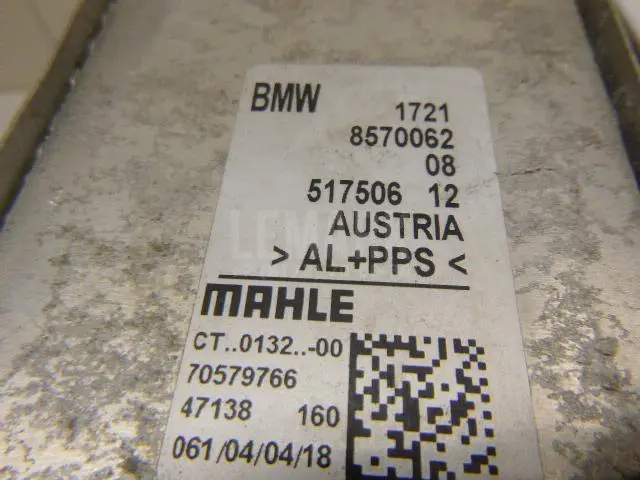 BMW 1721
8570062
08
517506 12
AUSTRIA
> AL+PPS <
MAHLE
CT..0132..-00
70579766
47138 160
061/04/04/18